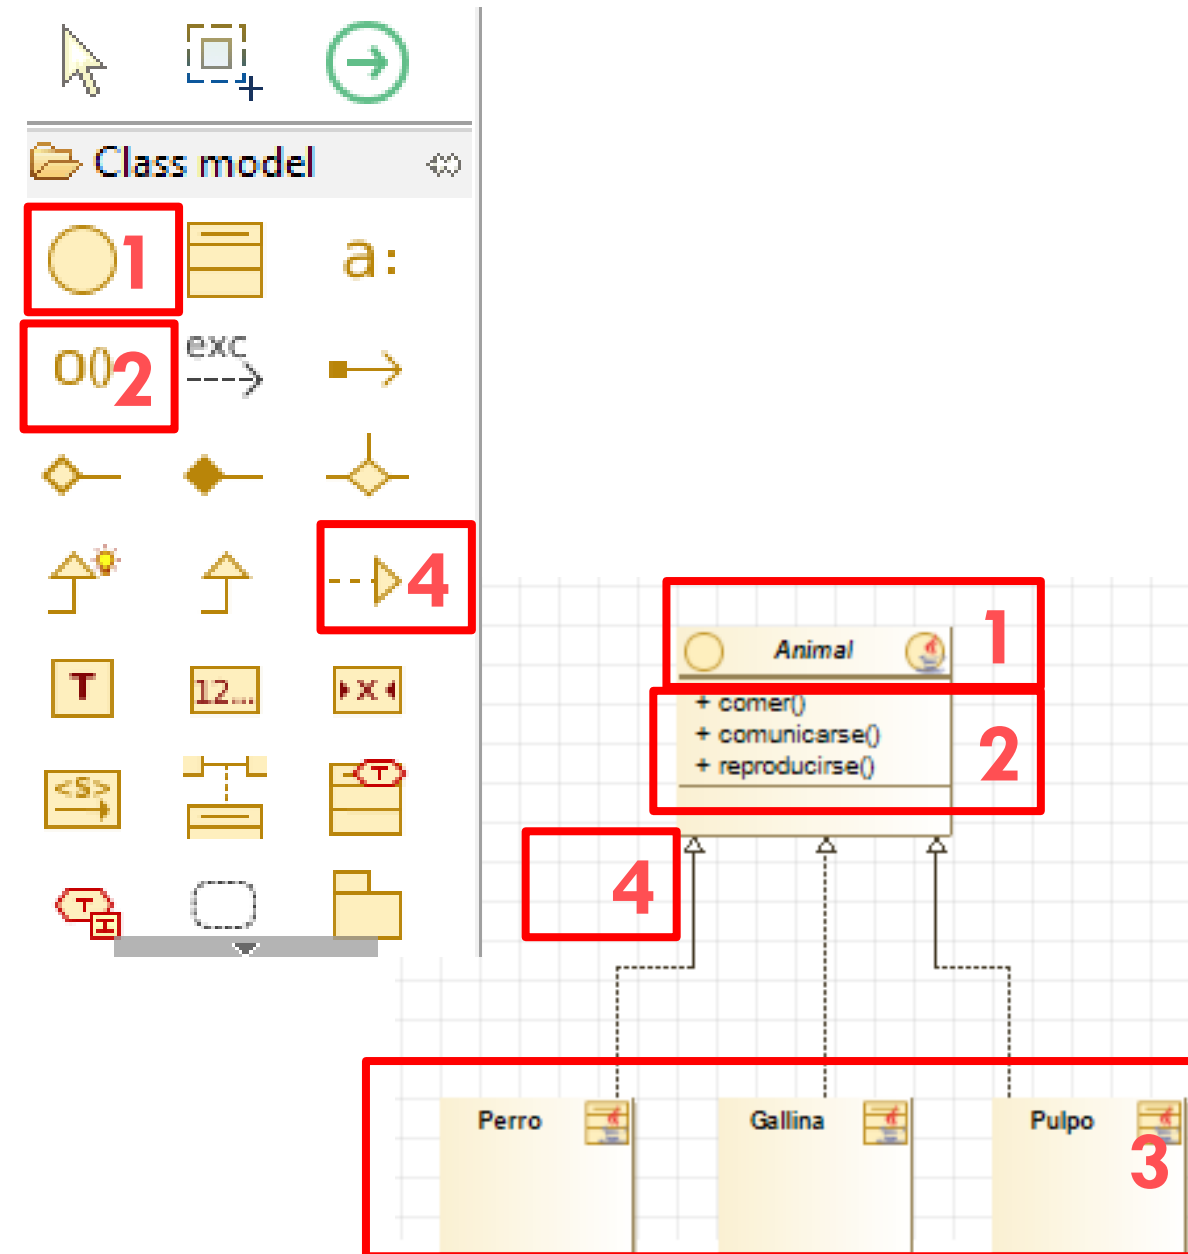 Class model
1
a:
O()
2
exc
4
T
12...
X
<S>
T
T
I
1
Animal
+ comer()
+ comunicarse()
+ reproducirse()
2
4
Perro
Gallina
Pulpo
3